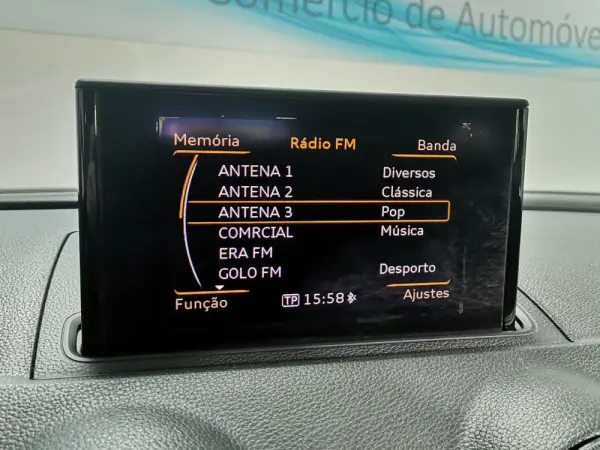 Comércio de Automóve
Memória Rádio FM Banda
ANTENA 1 Diversos
ANTENA 2 Clássica
ANTENA 3 Pop
COMRCIAL Música
ERA FM
GOLO FM Desporto
Função TP 15:58 Ajustes